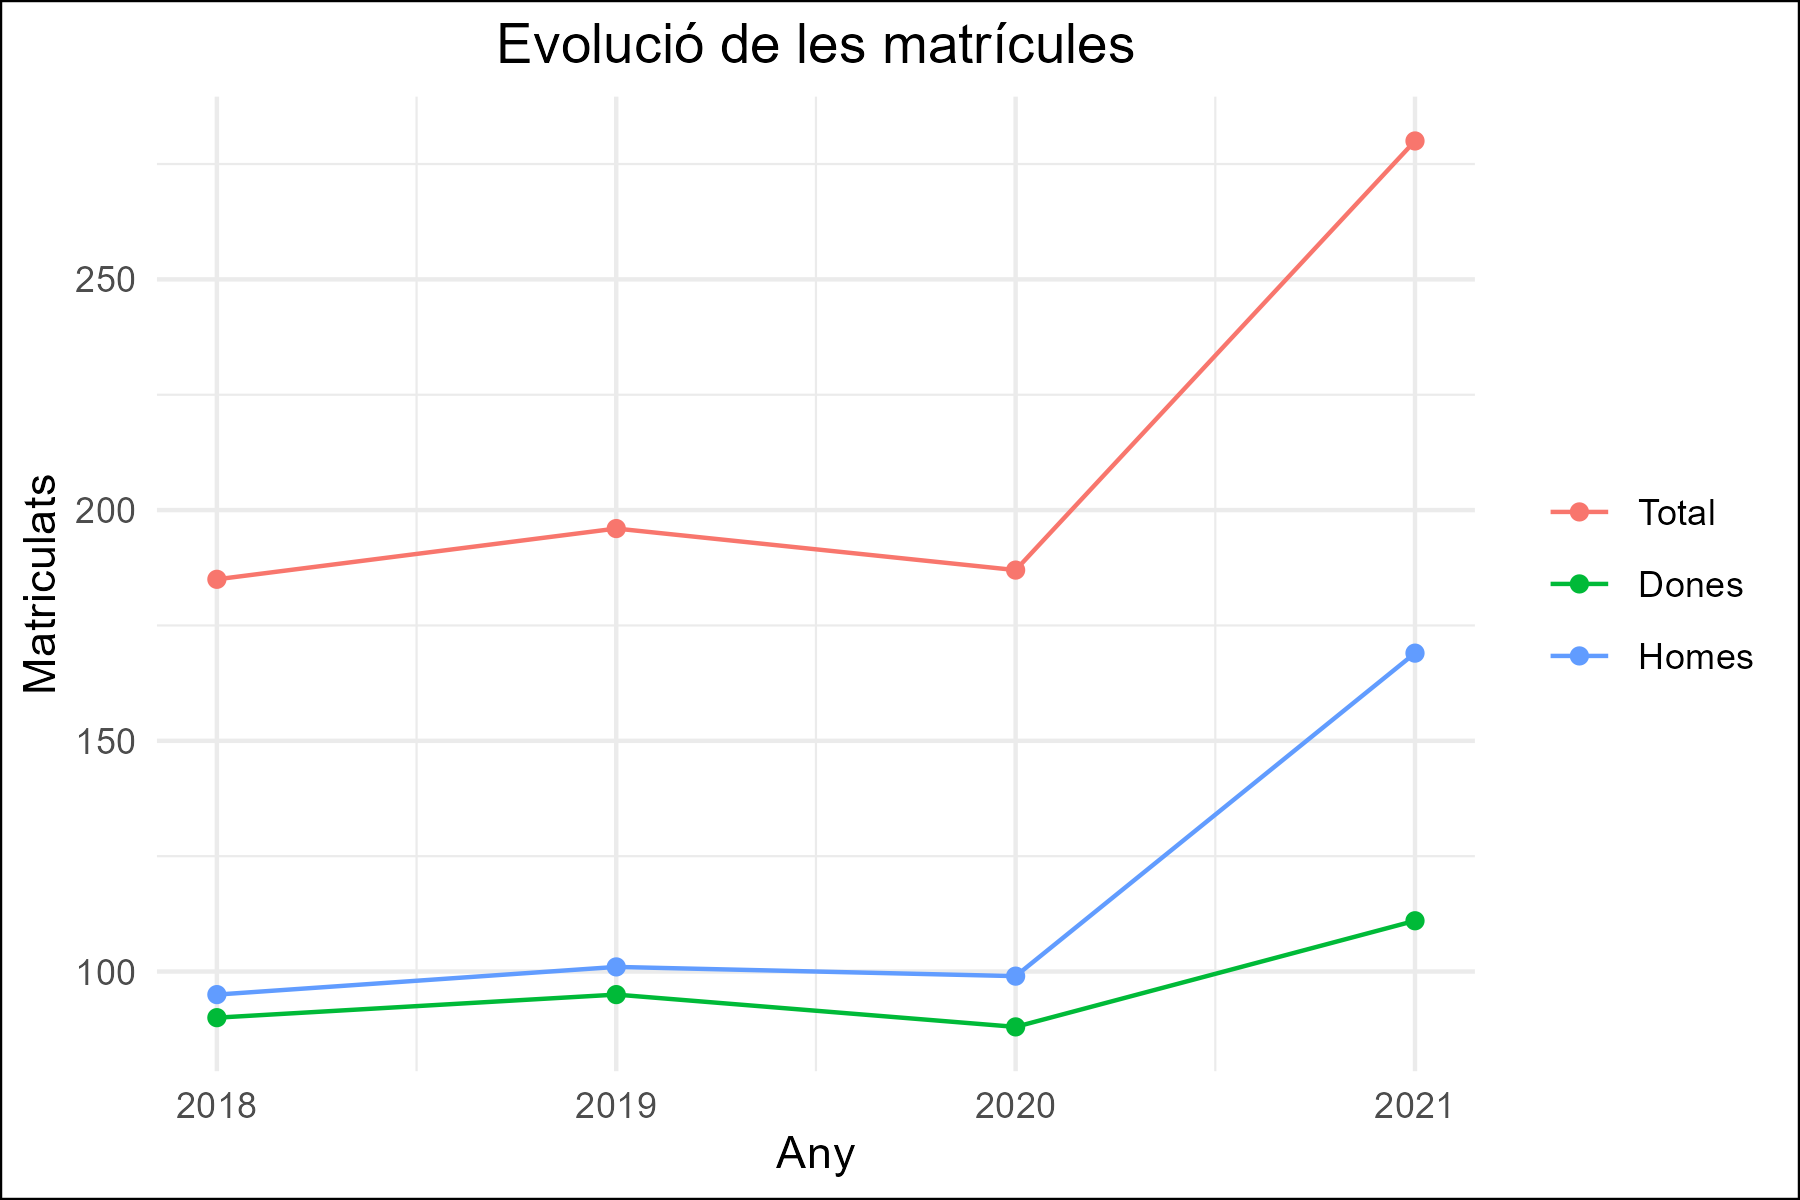 Evolució de les matrícules
Matriculats
250
200
150
100
2018
2019
2020
2021
Any
Total
Dones
Homes